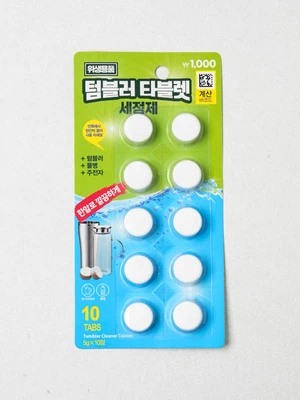 위생용품
₩1,000
텀블러 타블렛
세정제
계산
+ 텀블러
+ 물병
+ 주전자
한알로 깔끔하게
10
TABS
Tumbler Cleaner Tablets
5g x 10정